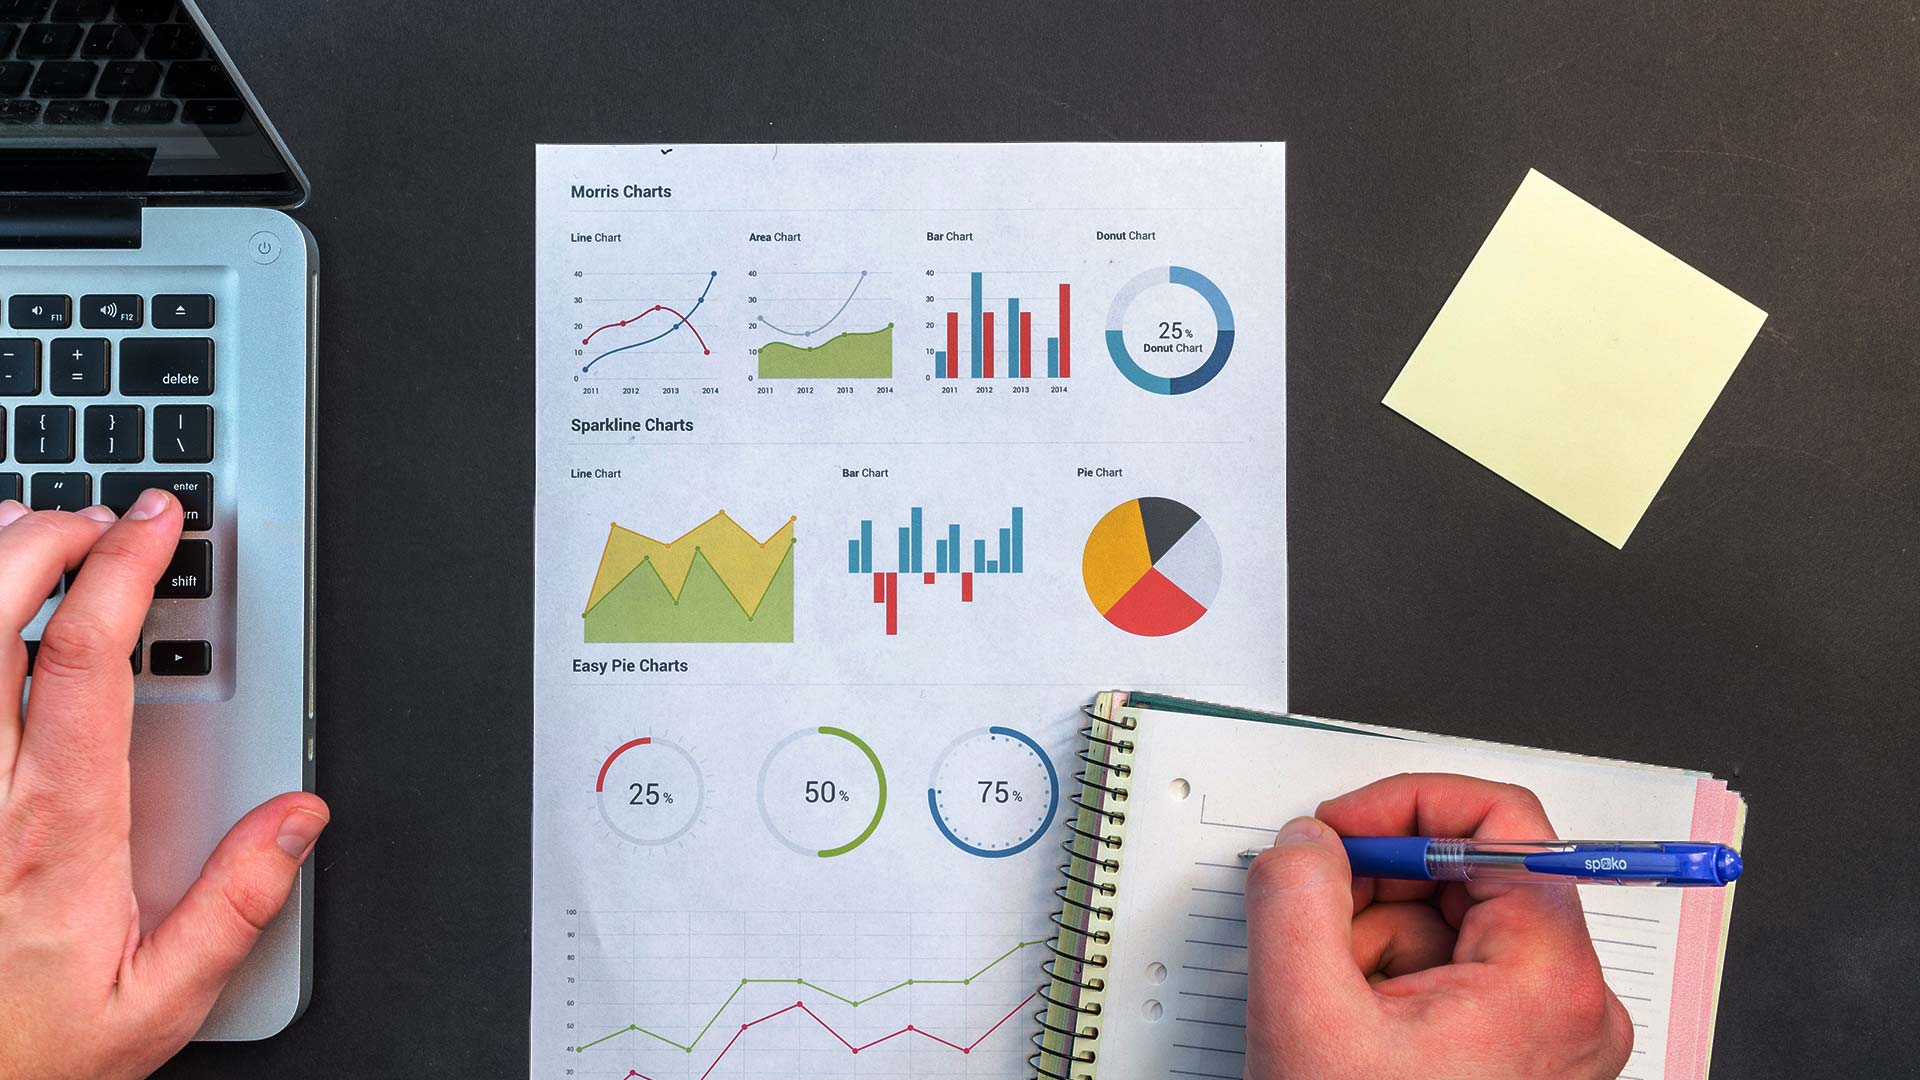 Morris Charts
Line Chart
Area Chart
Bar Chart
Donut Chart
40
30
20
10
0
2011 2012 2013 2014
40
30
20
10
0
2011 2012 2013 2014
40
30
20
10
0
2011 2012 2013 2014
25%
Donut Chart
Sparkline Charts
Line Chart
Bar Chart
Pie Chart
Easy Pie Charts
25%
50%
75%
100
90
80
70
60
50
40
30
F11
F12
- + =
delete
{ } |
[ ] \
" enter
shift
spoko